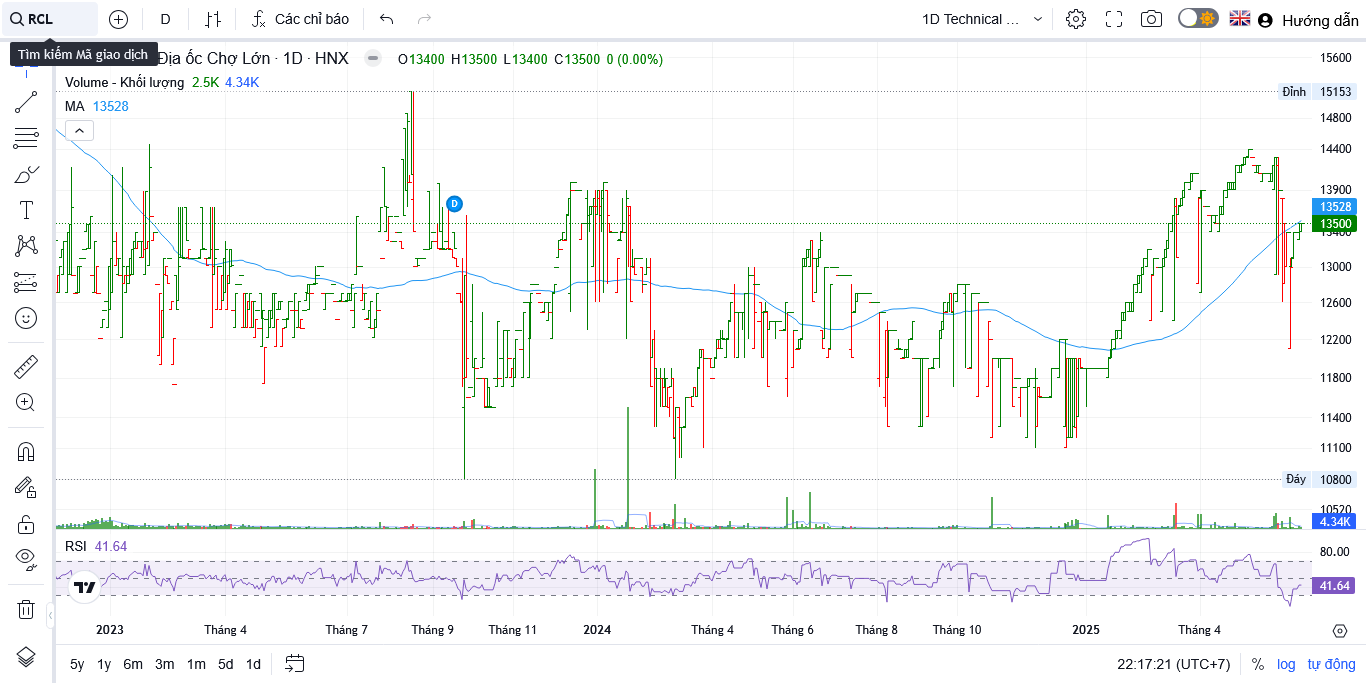 RCL D Các chỉ báo 1D Technical ... Hướng dẫn
Tìm kiếm Mã giao dịch
Địa ốc Chợ Lớn · 1D · HNX O13400 H13500 L13400 C13500 0 (0.00%)
Volume - Khối lượng 2.5K 4.34K
MA 13528
15600
Đỉnh 15153
14800
14400
13900
D
13528
13500
13400
13000
12600
12200
11800
11400
11100
Đáy 10800
10520
4.34K
RSI 41.64
80.00
41.64
2023 Tháng 4 Tháng 7 Tháng 9 Tháng 11 2024 Tháng 4 Tháng 6 Tháng 8 Tháng 10 2025 Tháng 4
5y 1y 6m 3m 1m 5d 1d 22:17:21 (UTC+7) % log tự động